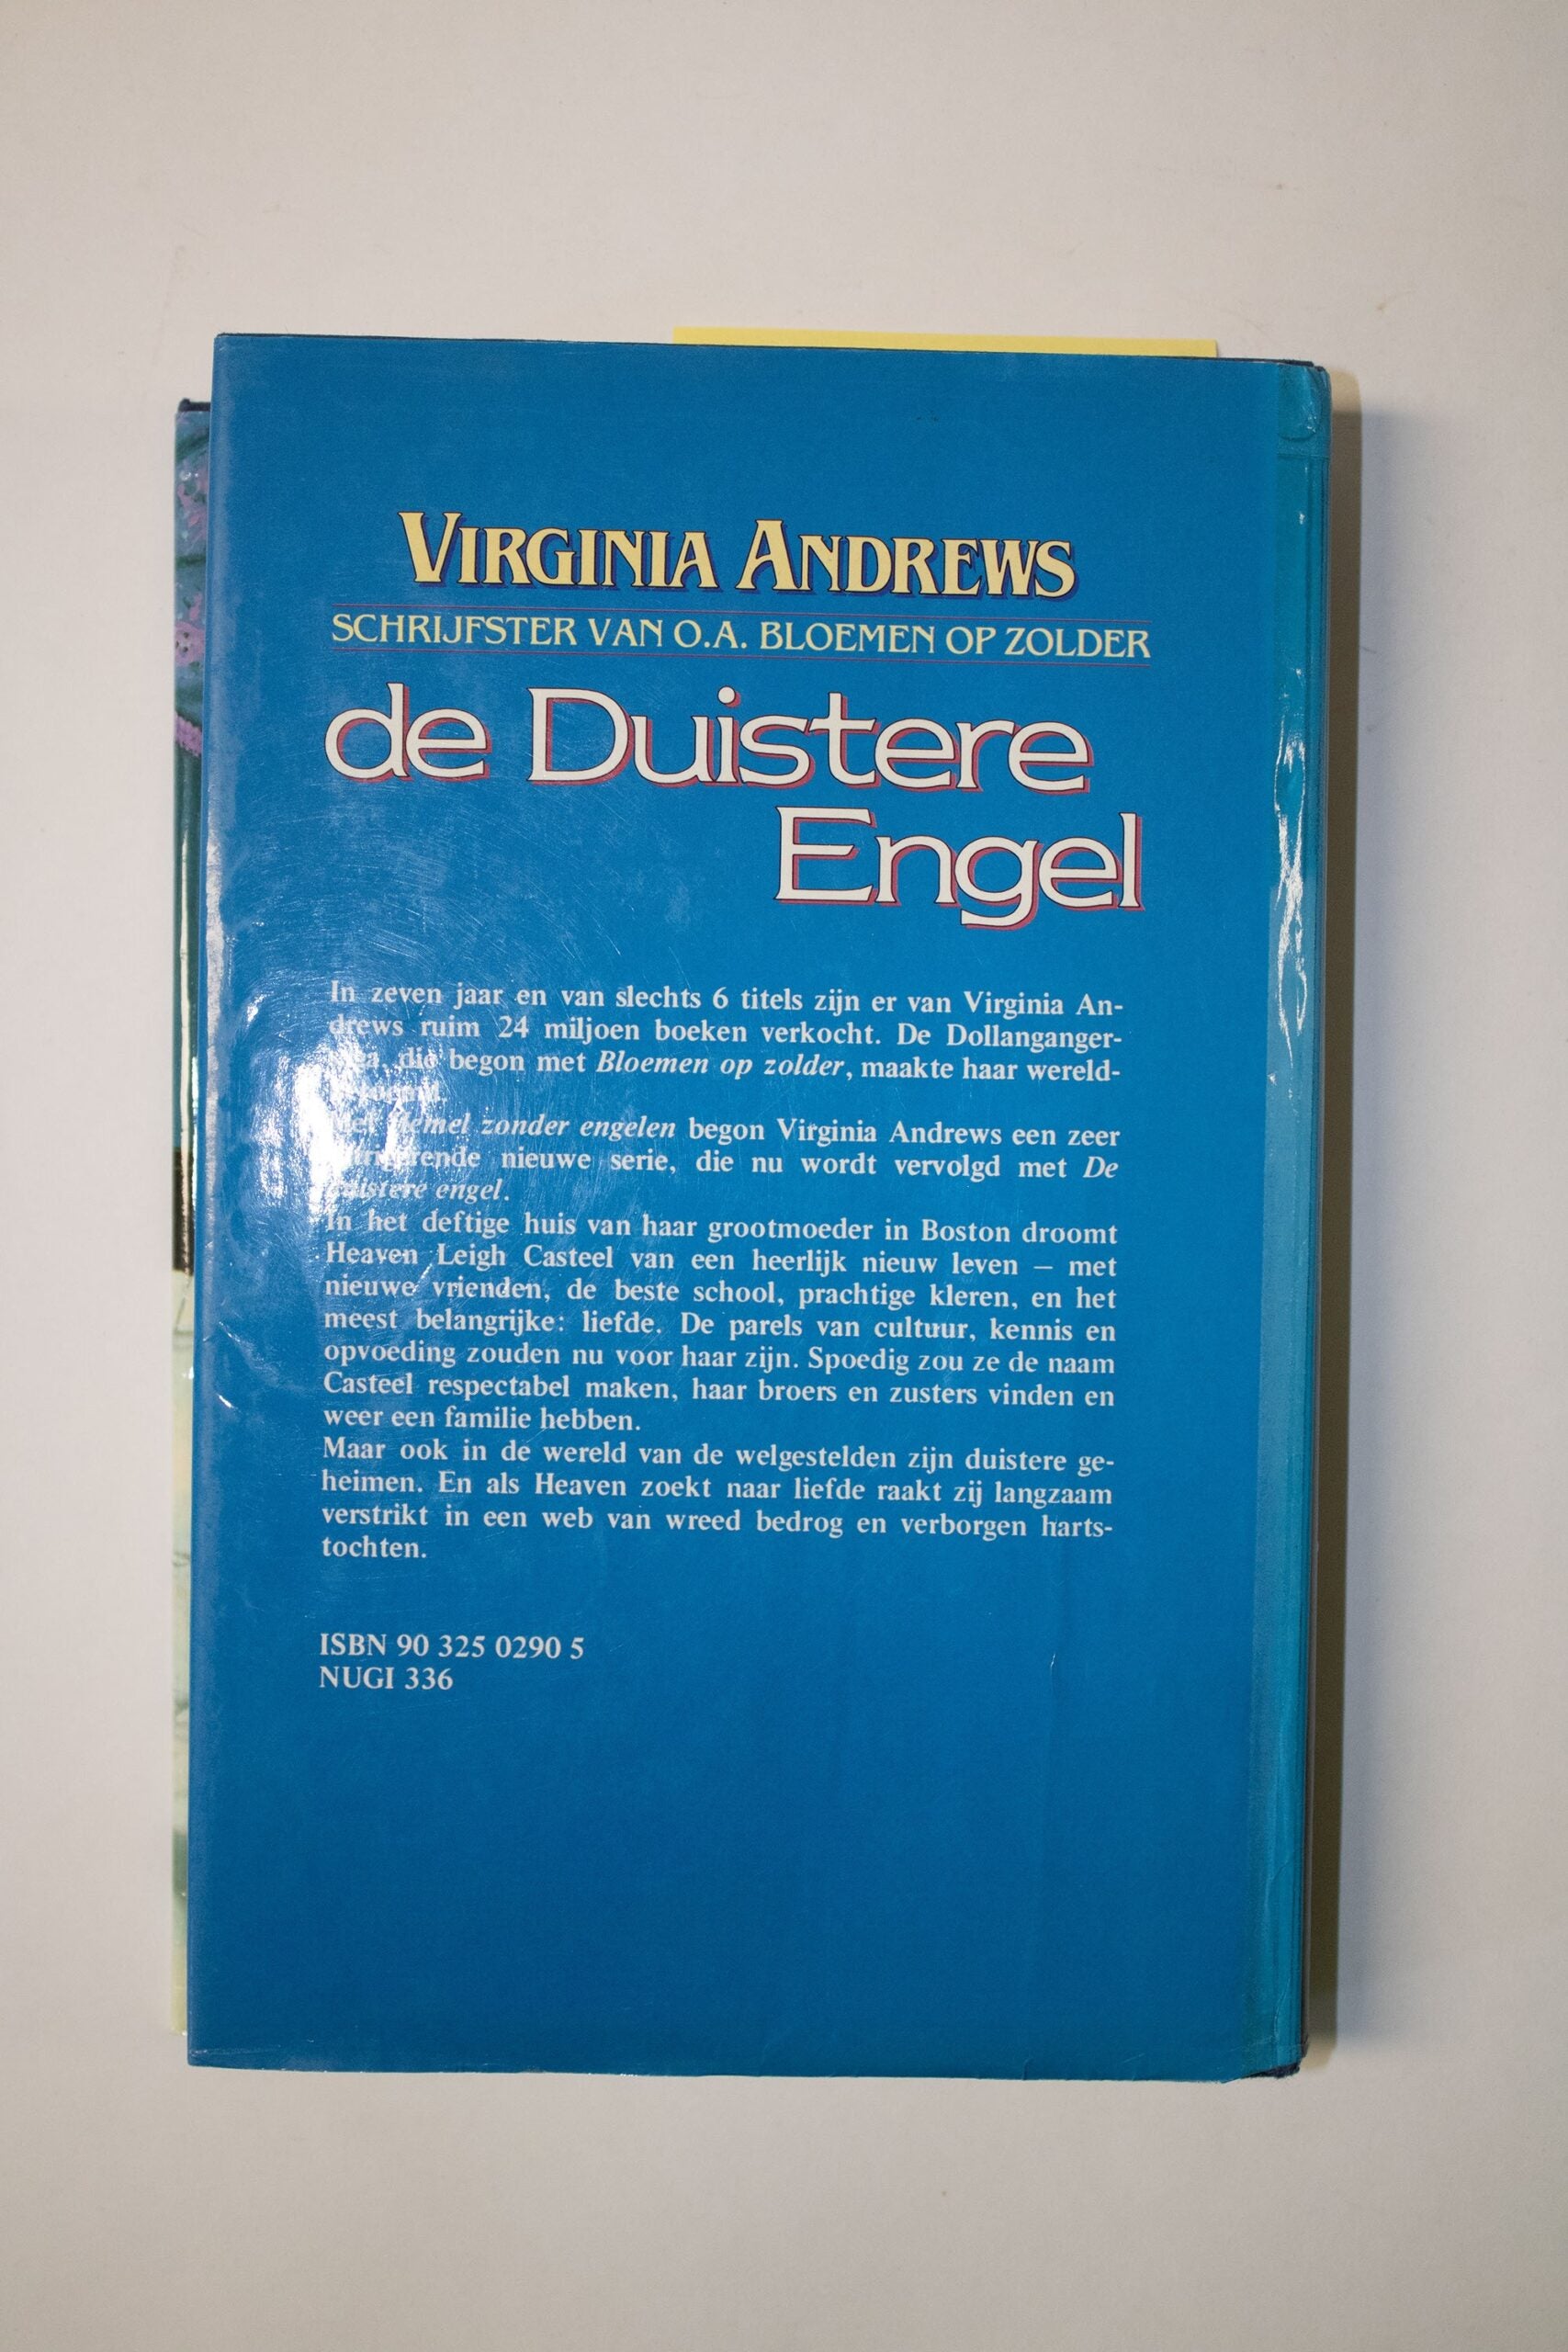 VIRGINIA ANDREWS
SCHRIJFSTER VAN O.A. BLOEMEN OP ZOLDER
de Duistere
Engel
In zeven jaar en van slechts 6 titels zijn er van Virginia An-
drews ruim 24 miljoen boeken verkocht. De Dollanganger-
die begon met Bloemen op zolder, maakte haar wereld-
zonder engelen begon Virginia Andrews een zeer
nieuwe serie, die nu wordt vervolgd met De
duistere engel.
In het deftige huis van haar grootmoeder in Boston droomt
Heaven Leigh Casteel van een heerlijk nieuw leven – met
nieuwe vrienden, de beste school, prachtige kleren, en het
meest belangrijke: liefde. De parels van cultuur, kennis en
opvoeding zouden nu voor haar zijn. Spoedig zou ze de naam
Casteel respectabel maken, haar broers en zusters vinden en
weer een familie hebben.
Maar ook in de wereld van de welgestelden zijn duistere ge-
heimen. En als Heaven zoekt naar liefde raakt zij langzaam
verstrikt in een web van wreed bedrog en verborgen harts-
tochten.
ISBN 90 325 0290 5
NUGI 336